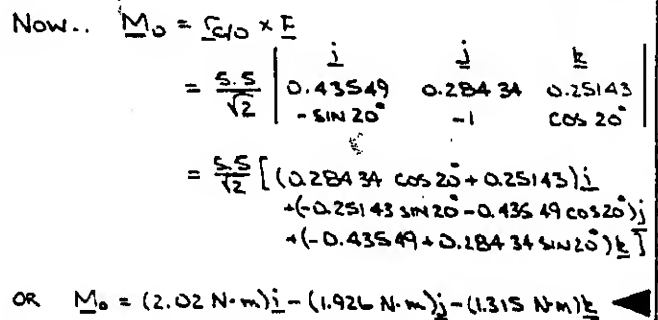 Now.. M_O = r_C/O × F
i j k
= 5.5/√2 | 0.43549 0.28434 0.25143 |
- SIN 20° -1 COS 20°
= 5.5/√2 [(0.28434 COS 20° + 0.25143)i
+(-0.25143 SIN 20° - 0.43549 COS 20°)j
+(-0.43549 + 0.28434 SIN 20°)k]
OR M_O = (2.02 N·m)i - (1.926 N·m)j - (1.315 N·m)k ◄